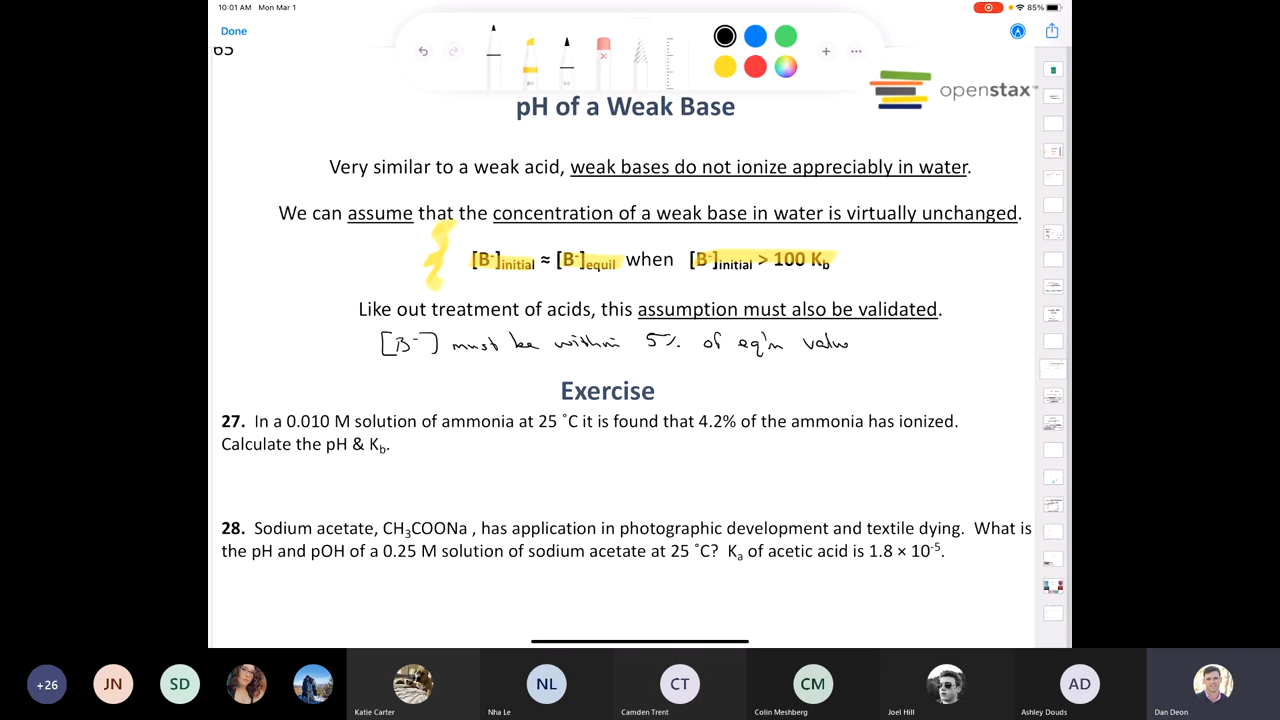 10:01 AM Mon Mar 1
85%
Done
65
openstax™
pH of a Weak Base
Very similar to a weak acid, weak bases do not ionize appreciably in water.
We can assume that the concentration of a weak base in water is virtually unchanged.
[B⁻]initial ≈ [B⁻]equil when [B⁻]initial > 100 Kb
Like out treatment of acids, this assumption must also be validated.
[B⁻] must be within 5% of eq'm value
Exercise
27. In a 0.010 M solution of ammonia at 25 ˚C it is found that 4.2% of the ammonia has ionized.
Calculate the pH & Kb.
28. Sodium acetate, CH₃COONa , has application in photographic development and textile dying. What is
the pH and pOH of a 0.25 M solution of sodium acetate at 25 ˚C? Ka of acetic acid is 1.8 × 10⁻⁵.
+26
JN
SD
NL
CT
CM
AD
Katie Carter
Nha Le
Camden Trent
Colin Meshberg
Joel Hill
Ashley Douds
Dan Deon